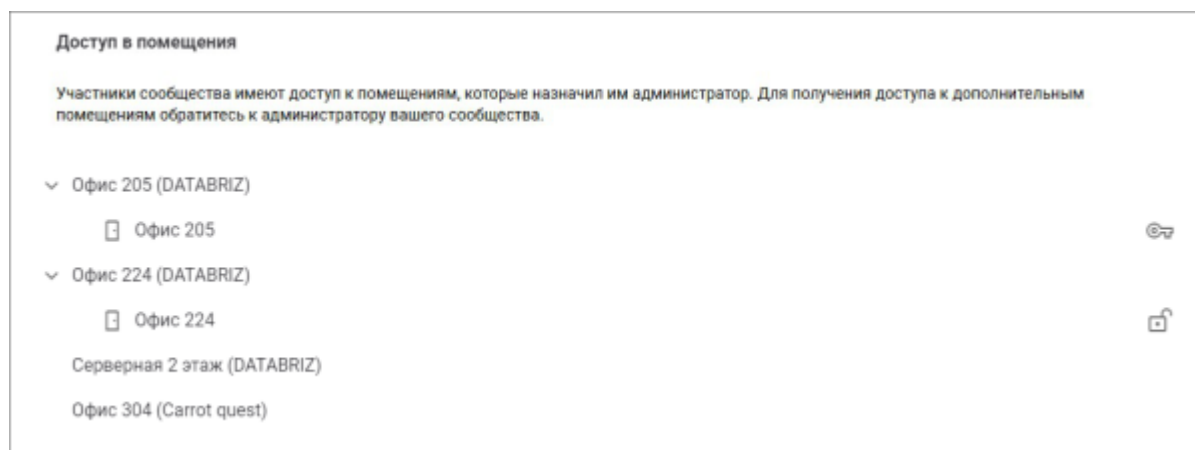 Доступ в помещения
Участники сообщества имеют доступ к помещениям, которые назначил им администратор. Для получения доступа к дополнительным
помещениям обратитесь к администратору вашего сообщества.
Офис 205 (DATABRIZ)
Офис 205
Офис 224 (DATABRIZ)
Офис 224
Серверная 2 этаж (DATABRIZ)
Офис 304 (Carrot quest)